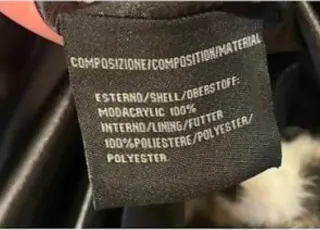 COMPOSIZIONE/COMPOSITION/MATERIAL
ESTERNO/SHELL/OBERSTOFF:
MODACRYLIC 100%
INTERNO/LINING/FUTTER
100%POLIESTERE/POLYESTER/
POLYESTER